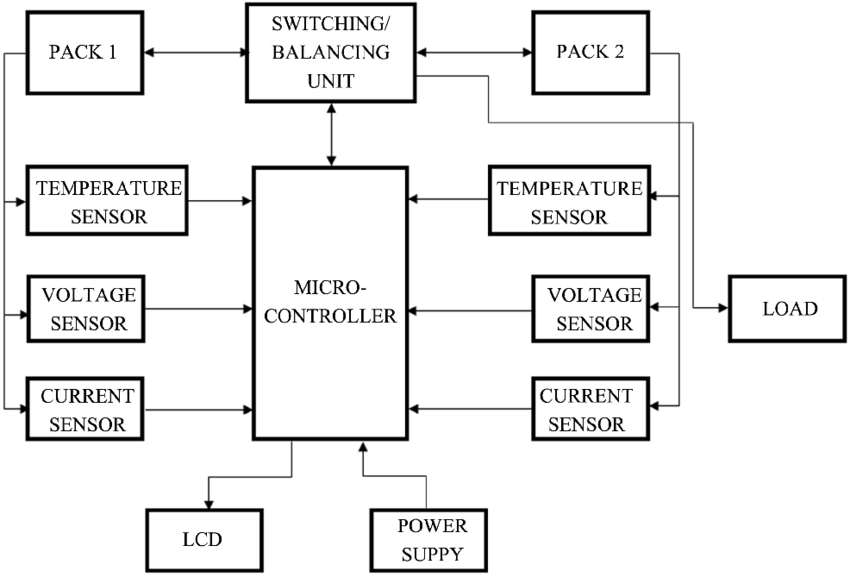 PACK 1
SWITCHING/
BALANCING
UNIT
PACK 2
TEMPERATURE
SENSOR
TEMPERATURE
SENSOR
VOLTAGE
SENSOR
MICRO-
CONTROLLER
VOLTAGE
SENSOR
LOAD
CURRENT
SENSOR
CURRENT
SENSOR
LCD
POWER
SUPPY